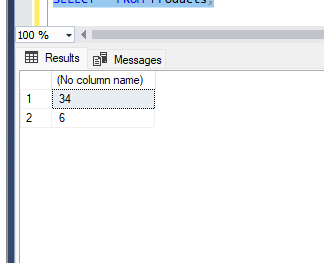 SELECT * FROM Products;
100 %
Results Messages
(No column name)
1 34
2 6